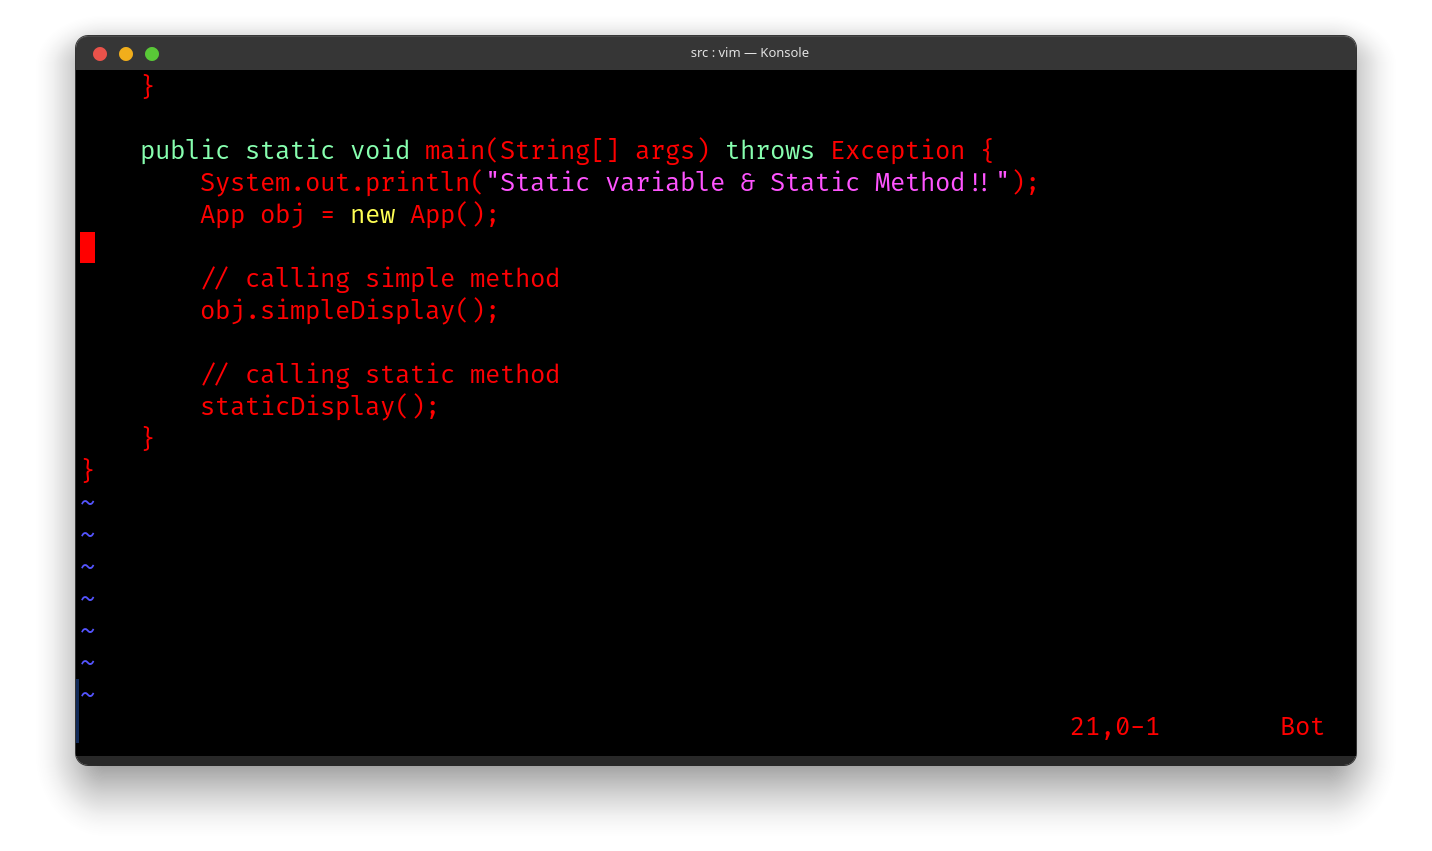 src : vim — Konsole
    }

    public static void main(String[] args) throws Exception {
        System.out.println("Static variable & Static Method!!");
        App obj = new App();

        // calling simple method
        obj.simpleDisplay();

        // calling static method
        staticDisplay();
    }
}
~
~
~
~
~
~
~
21,0-1        Bot